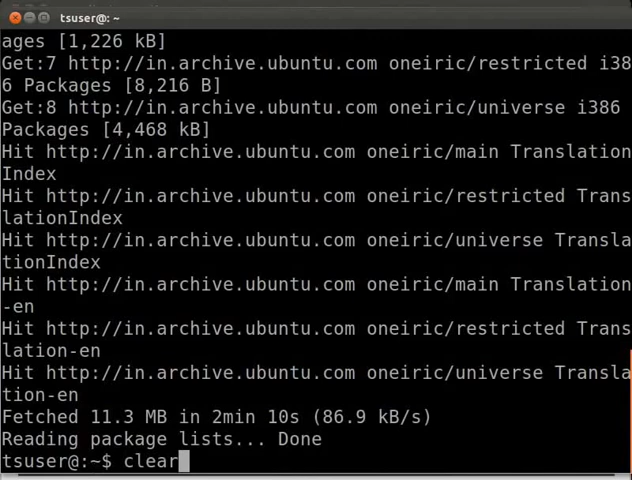 tsuser@: ~
ages [1,226 kB]
Get:7 http://in.archive.ubuntu.com oneiric/restricted i38
6 Packages [8,216 B]
Get:8 http://in.archive.ubuntu.com oneiric/universe i386
Packages [4,468 kB]
Hit http://in.archive.ubuntu.com oneiric/main Translation
Index
Hit http://in.archive.ubuntu.com oneiric/restricted Trans
lationIndex
Hit http://in.archive.ubuntu.com oneiric/universe Transla
tionIndex
Hit http://in.archive.ubuntu.com oneiric/main Translation
-en
Hit http://in.archive.ubuntu.com oneiric/restricted Trans
lation-en
Hit http://in.archive.ubuntu.com oneiric/universe Transla
tion-en
Fetched 11.3 MB in 2min 10s (86.9 kB/s)
Reading package lists... Done
tsuser@:~$ clear